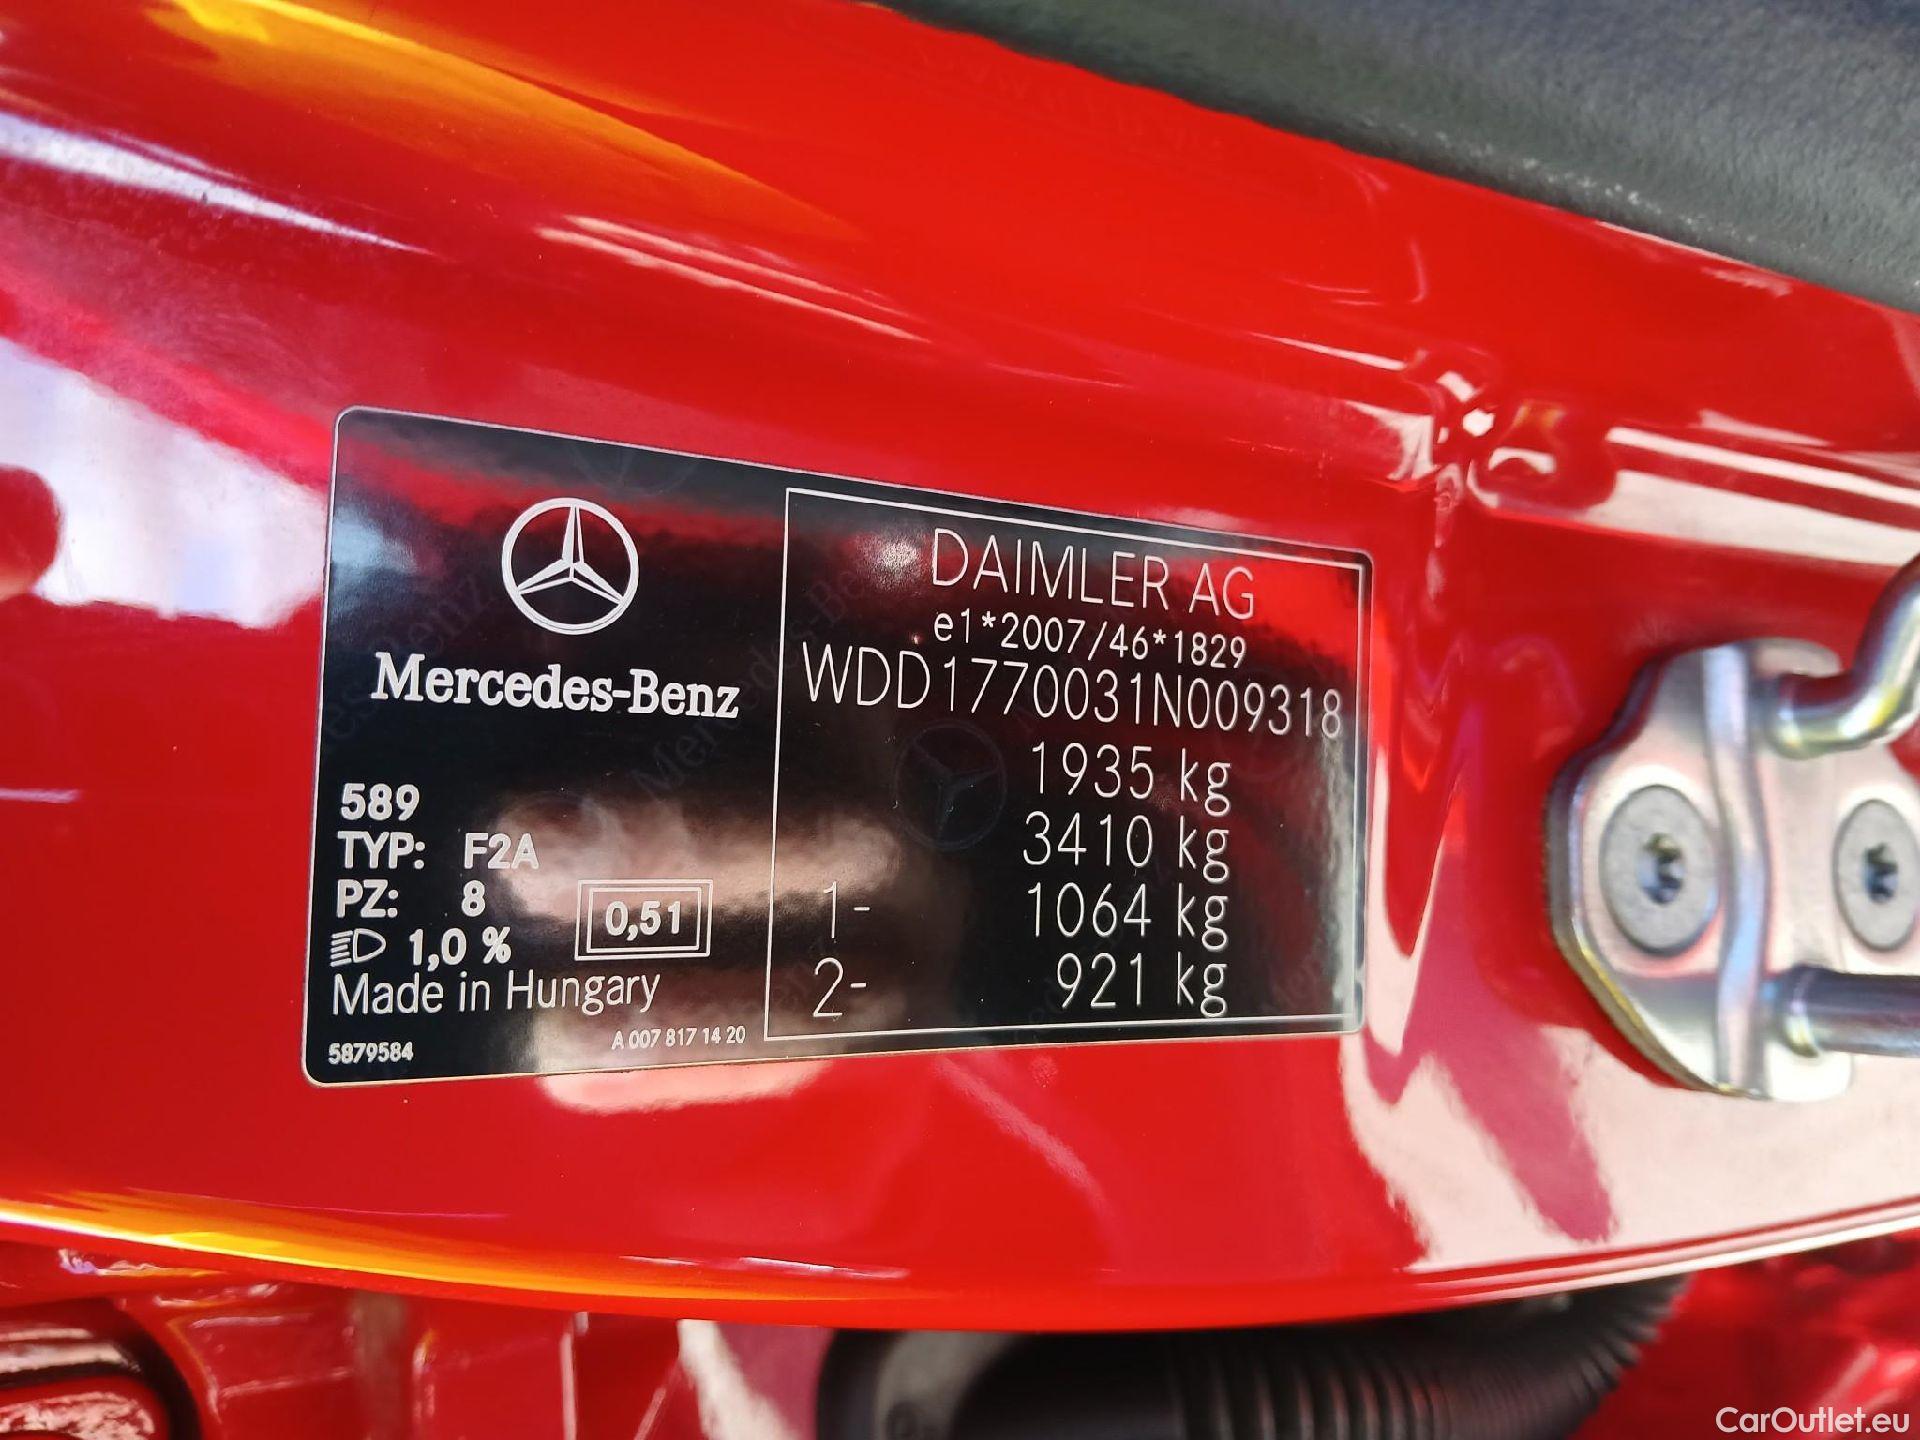 Mercedes-Benz
589
TYP: F2A
PZ: 8
1,0 %
0,51
Made in Hungary
5879584
A 007 817 14 20
DAIMLER AG
e1*2007/46*1829
WDD1770031N009318
1935 kg
3410 kg
1- 1064 kg
2- 921 kg
CarOutlet.eu